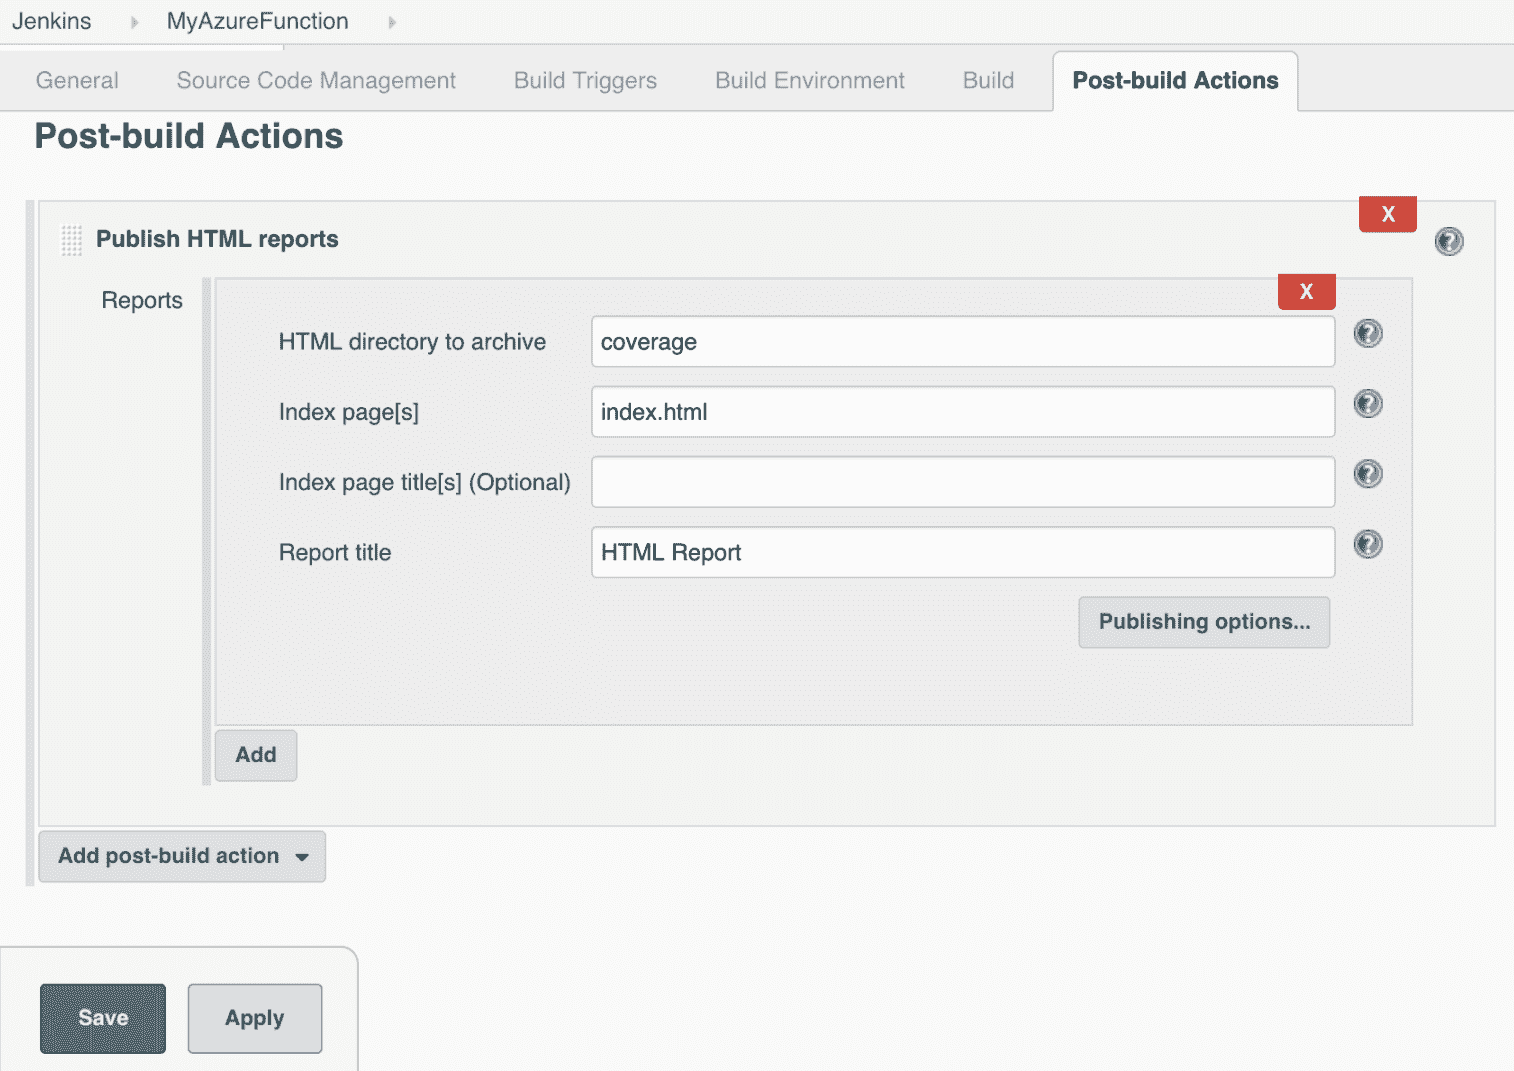 Jenkins MyAzureFunction
General Source Code Management Build Triggers Build Environment Build Post-build Actions
Post-build Actions
X
Publish HTML reports ?
Reports
X
HTML directory to archive coverage ?
Index page[s] index.html ?
Index page title[s] (Optional) ?
Report title HTML Report ?
Publishing options...
Add
Add post-build action
Save Apply